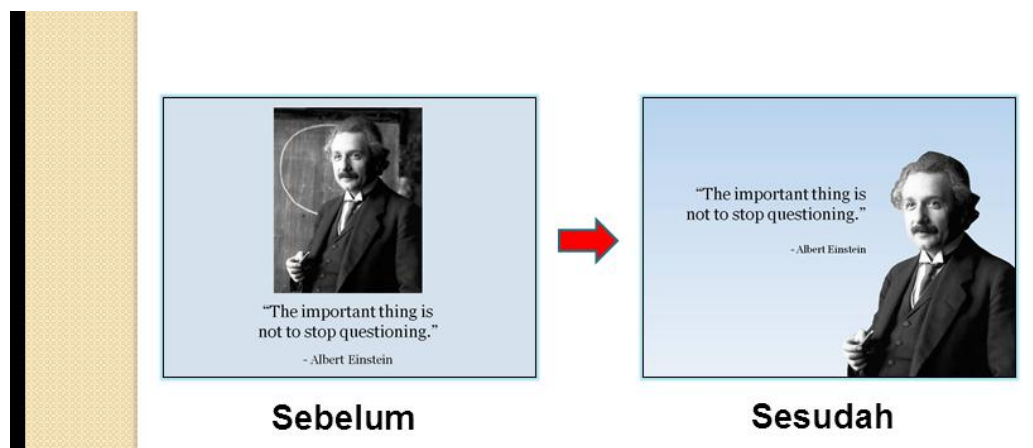 “The important thing is
not to stop questioning.”
- Albert Einstein
Sebelum
“The important thing is
not to stop questioning.”
- Albert Einstein
Sesudah